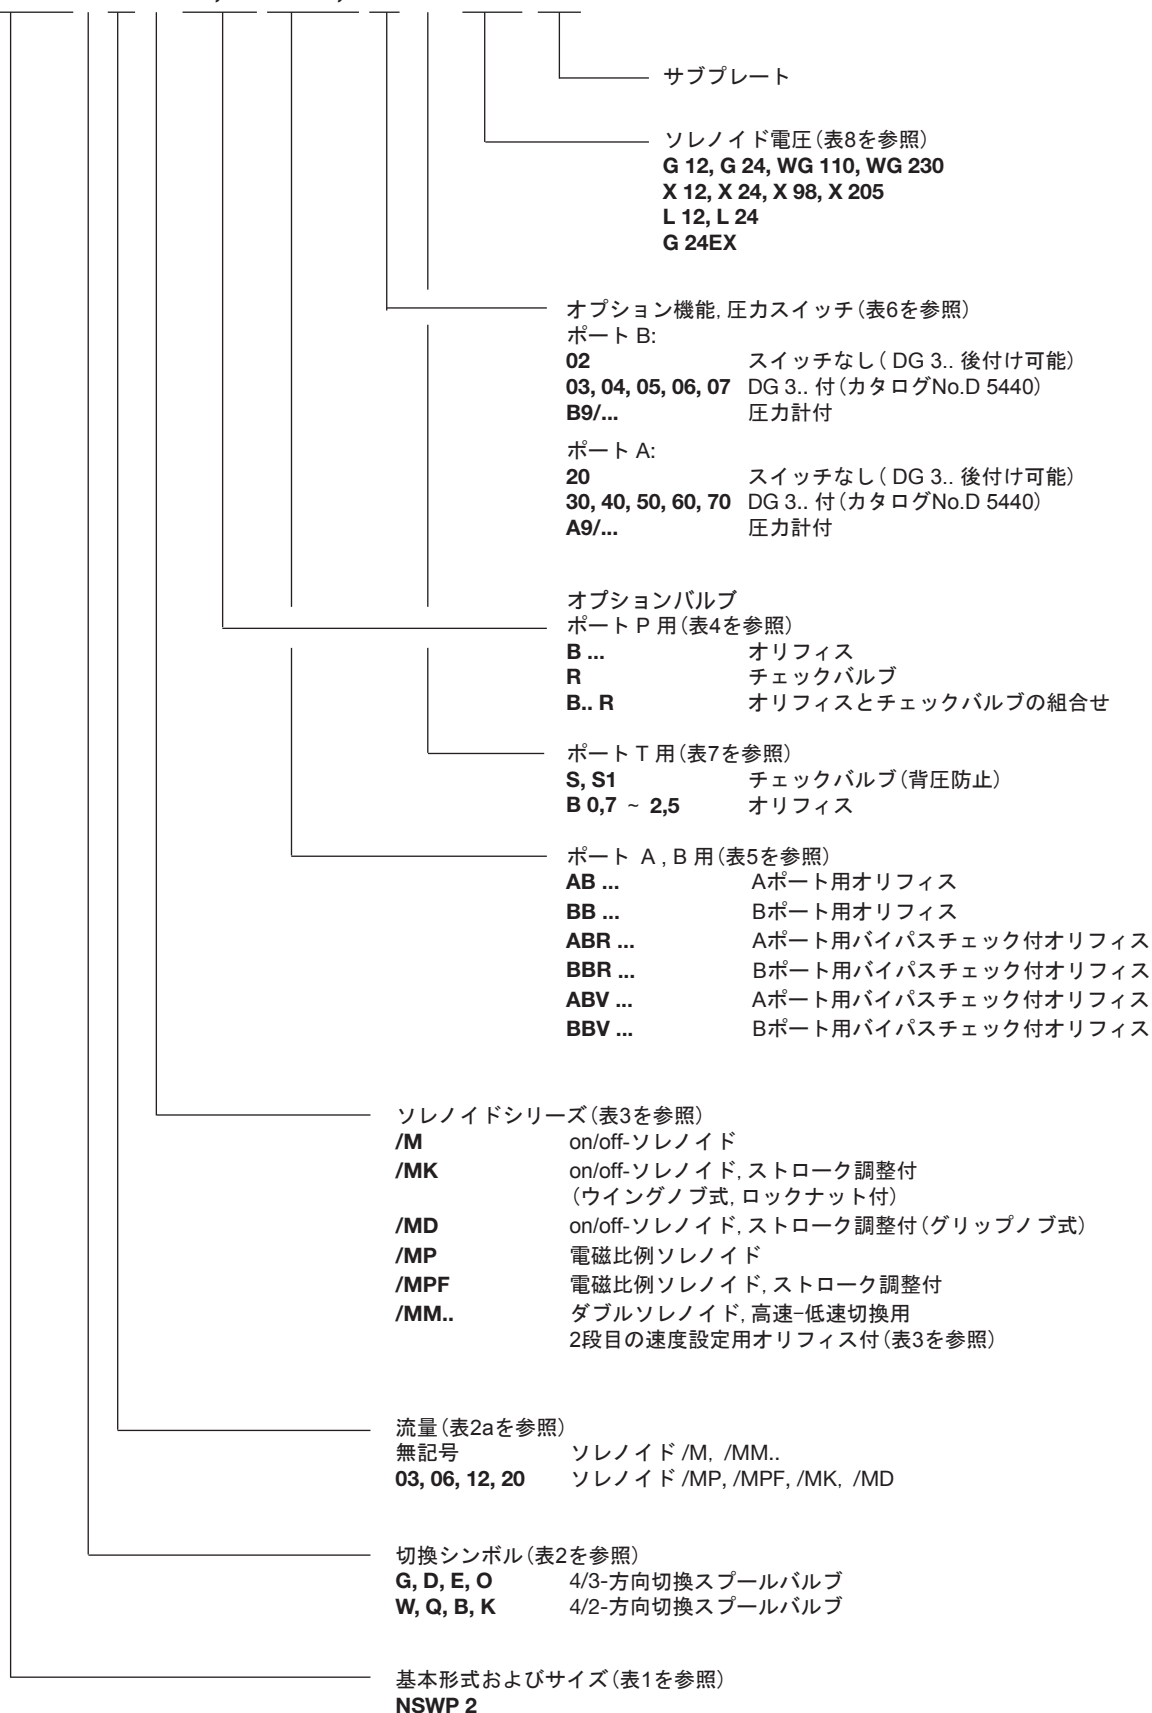 サブプレート
ソレノイド電圧(表8を参照)
G 12, G 24, WG 110, WG 230
X 12, X 24, X 98, X 205
L 12, L 24
G 24EX
オプション機能, 圧力スイッチ(表6を参照)
ポート B:
02 スイッチなし( DG 3.. 後付け可能)
03, 04, 05, 06, 07 DG 3.. 付(カタログNo.D 5440)
B9/... 圧力計付
ポート A:
20 スイッチなし( DG 3.. 後付け可能)
30, 40, 50, 60, 70 DG 3.. 付(カタログNo.D 5440)
A9/... 圧力計付
オプションバルブ
ポート P 用(表4を参照)
B ... オリフィス
R チェックバルブ
B.. R オリフィスとチェックバルブの組合せ
ポート T 用(表7を参照)
S, S1 チェックバルブ(背圧防止)
B 0,7 ~ 2,5 オリフィス
ポート A , B 用(表5を参照)
AB ... Aポート用オリフィス
BB ... Bポート用オリフィス
ABR ... Aポート用バイパスチェック付オリフィス
BBR ... Bポート用バイパスチェック付オリフィス
ABV ... Aポート用バイパスチェック付オリフィス
BBV ... Bポート用バイパスチェック付オリフィス
ソレノイドシリーズ(表3を参照)
/M on/off-ソレノイド
/MK on/off-ソレノイド, ストローク調整付
(ウイングノブ式, ロックナット付)
/MD on/off-ソレノイド, ストローク調整付(グリップノブ式)
/MP 電磁比例ソレノイド
/MPF 電磁比例ソレノイド, ストローク調整付
/MM.. ダブルソレノイド, 高速-低速切換用
2段目の速度設定用オリフィス付(表3を参照)
流量(表2aを参照)
無記号 ソレノイド /M, /MM..
03, 06, 12, 20 ソレノイド /MP, /MPF, /MK, /MD
切換シンボル(表2を参照)
G, D, E, O 4/3-方向切換スプールバルブ
W, Q, B, K 4/2-方向切換スプールバルブ
基本形式およびサイズ(表1を参照)
NSWP 2